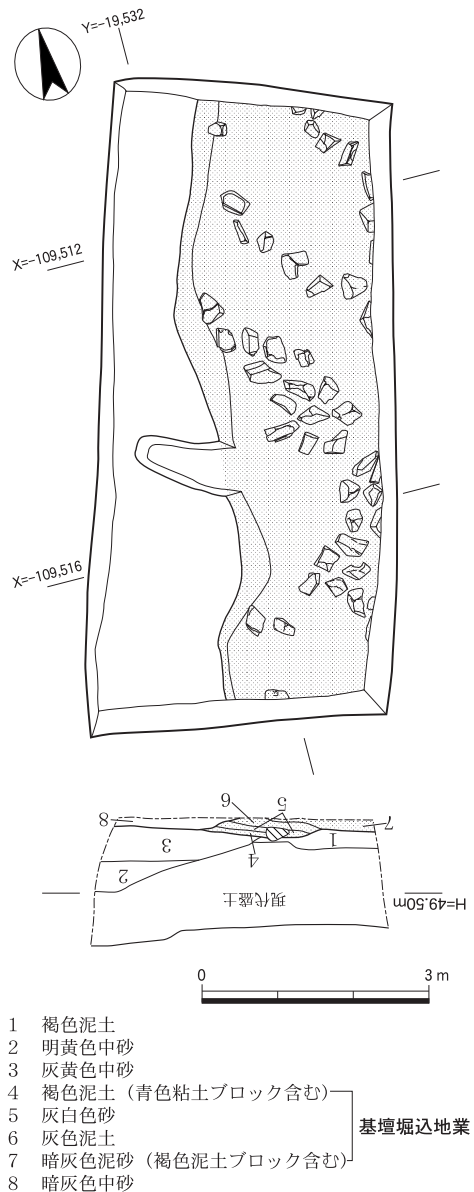 Y=-19,532
X=-109,512
X=-109,516
6
5
8
7
3
4
1
2
現代盛土
H=49.50m
0
3 m
1 褐色泥土
2 明黄色中砂
3 灰黄色中砂
4 褐色泥土（青色粘土ブロック含む）
5 灰白色砂
6 灰色泥土
7 暗灰色泥砂（褐色泥土ブロック含む）
8 暗灰色中砂
基壇堀込地業